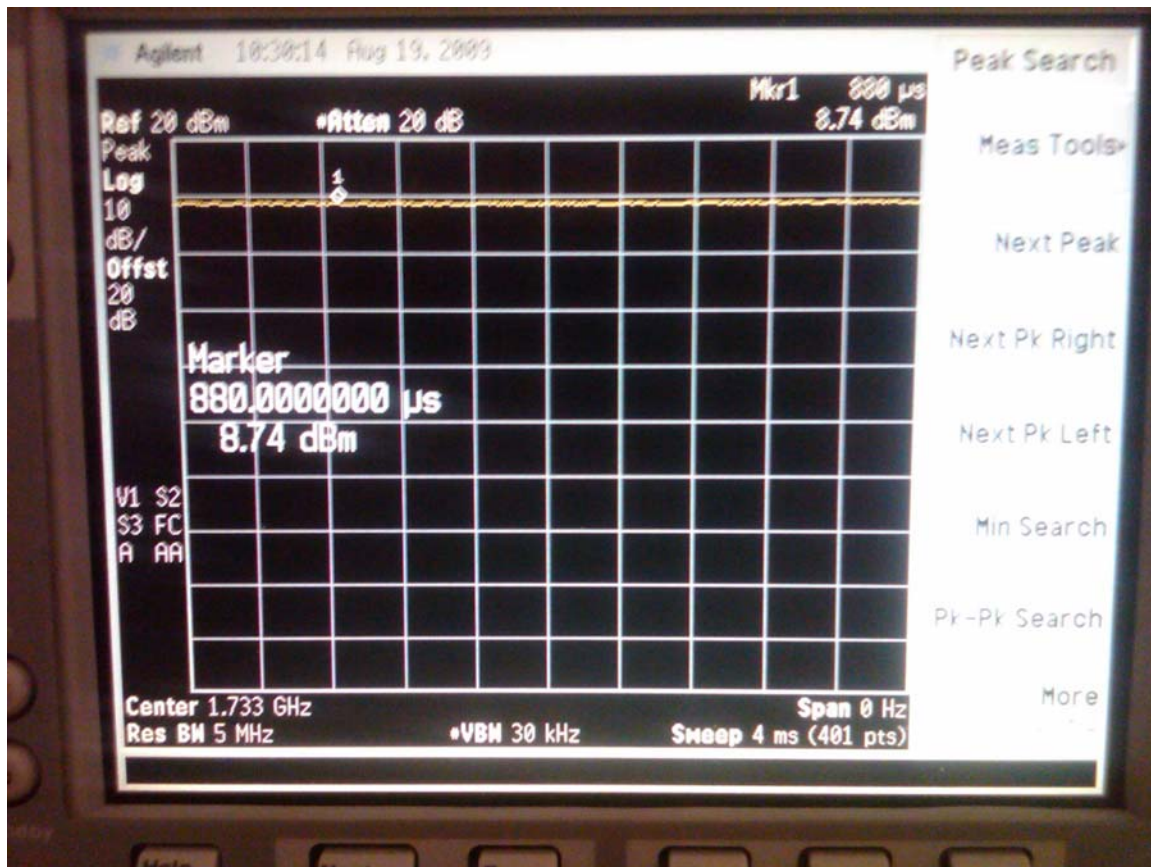 Agilent 10:30:14 Aug 19, 2009
Peak Search
Mkr1 880 µs
Ref 20 dBm #Atten 20 dB 8.74 dBm
Peak
Log
10
dB/
Offst
20
dB
1
Marker
880.0000000 µs
8.74 dBm
V1 S2
S3 FC
A AA
Center 1.733 GHz Span 0 Hz
Res BW 5 MHz #VBW 30 kHz Sweep 4 ms (401 pts)
Meas Tools
Next Peak
Next Pk Right
Next Pk Left
Min Search
Pk-Pk Search
More
Help